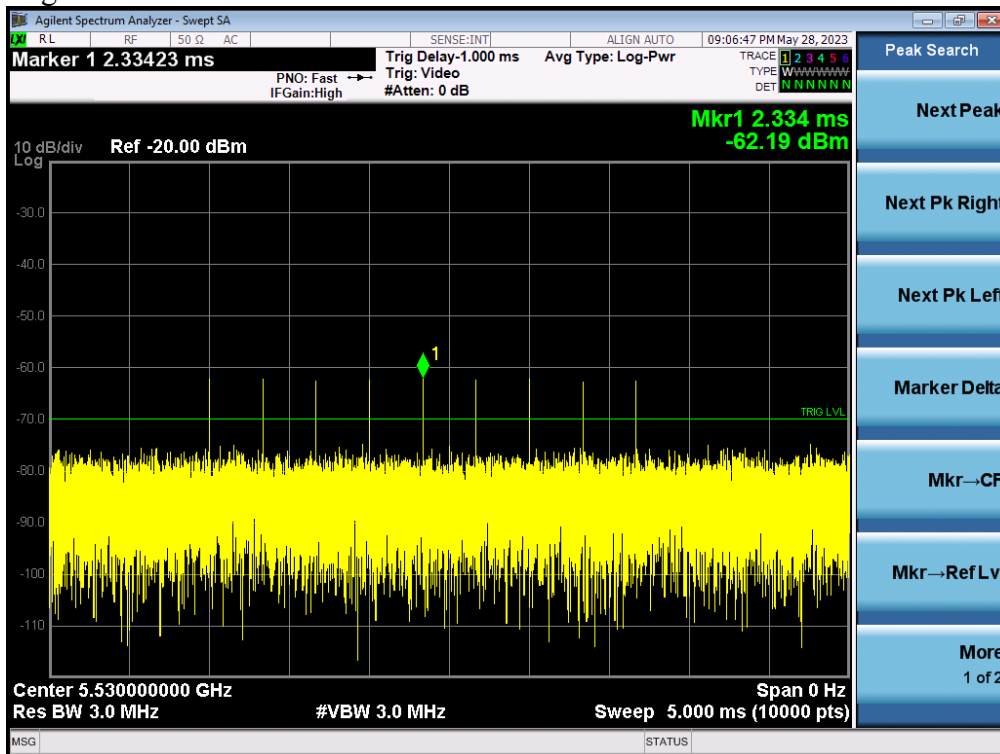 Agilent Spectrum Analyzer - Swept SA
LXI RL RF 50 Ω AC SENSE:INT ALIGN AUTO 09:06:47 PM May 28, 2023
Marker 1 2.33423 ms
PNO: Fast
IFGain:High
Trig Delay-1.000 ms
Trig: Video
#Atten: 0 dB
Avg Type: Log-Pwr
TRACE 1 2 3 4 5 6
TYPE WWWWWW
DET N N N N N N
Peak Search
Mkr1 2.334 ms
-62.19 dBm
10 dB/div Ref -20.00 dBm
Log
-30.0
-40.0
-50.0
1
-60.0
-70.0
TRIG LVL
-80.0
-90.0
-100
-110
Center 5.530000000 GHz Span 0 Hz
Res BW 3.0 MHz #VBW 3.0 MHz Sweep 5.000 ms (10000 pts)
MSG STATUS
Next Peak
Next Pk Right
Next Pk Left
Marker Delta
Mkr→CF
Mkr→Ref Lv
More
1 of 2